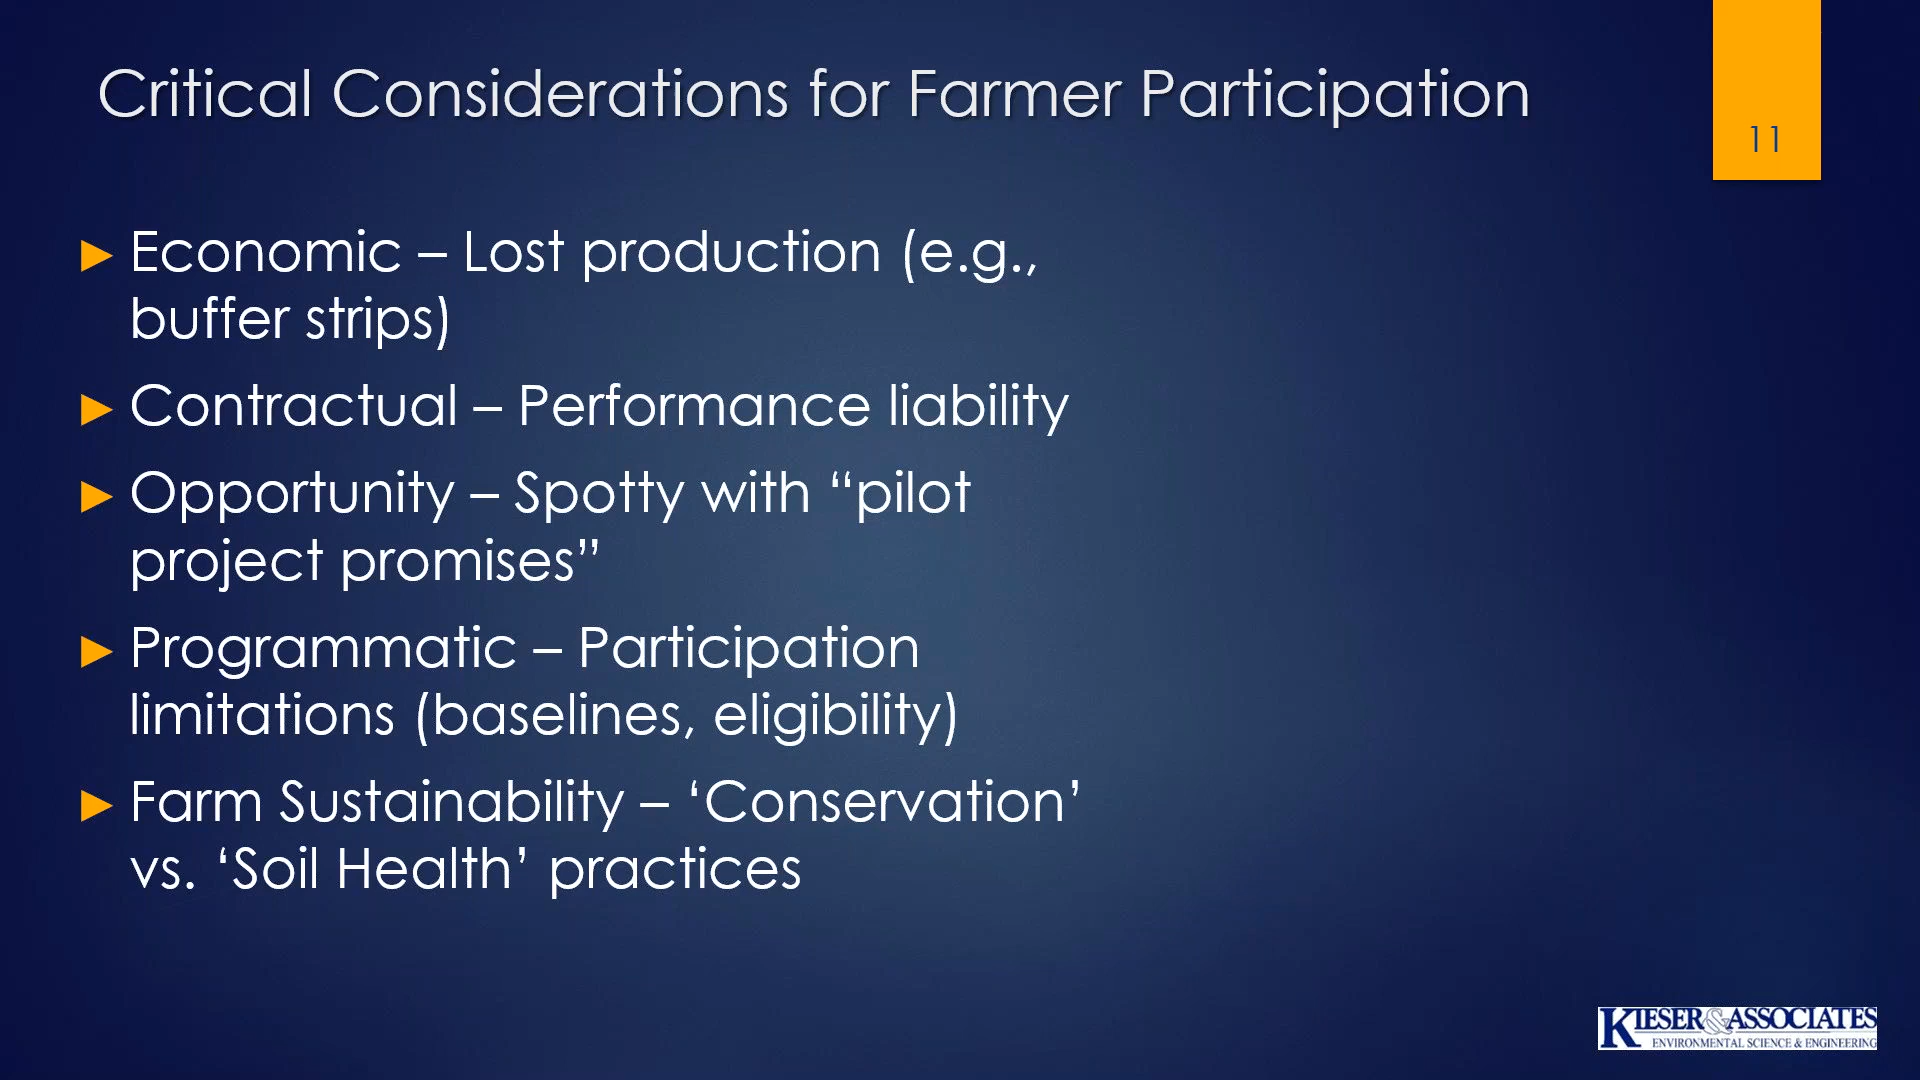 Critical Considerations for Farmer Participation
11
Economic – Lost production (e.g.,
buffer strips)
Contractual – Performance liability
Opportunity – Spotty with “pilot
project promises”
Programmatic – Participation
limitations (baselines, eligibility)
Farm Sustainability – ‘Conservation’
vs. ‘Soil Health’ practices
KIESER & ASSOCIATES
ENVIRONMENTAL SCIENCE & ENGINEERING